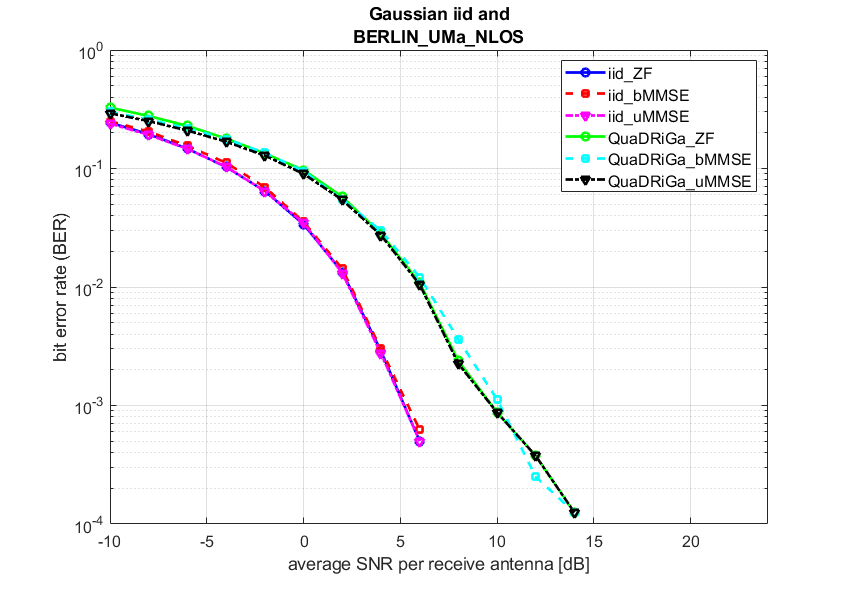 Gaussian iid and
BERLIN_UMa_NLOS
iid_ZF
iid_bMMSE
iid_uMMSE
QuaDRiGa_ZF
QuaDRiGa_bMMSE
QuaDRiGa_uMMSE
10^0
10^-1
10^-2
10^-3
10^-4
bit error rate (BER)
-10 -5 0 5 10 15 20
average SNR per receive antenna [dB]